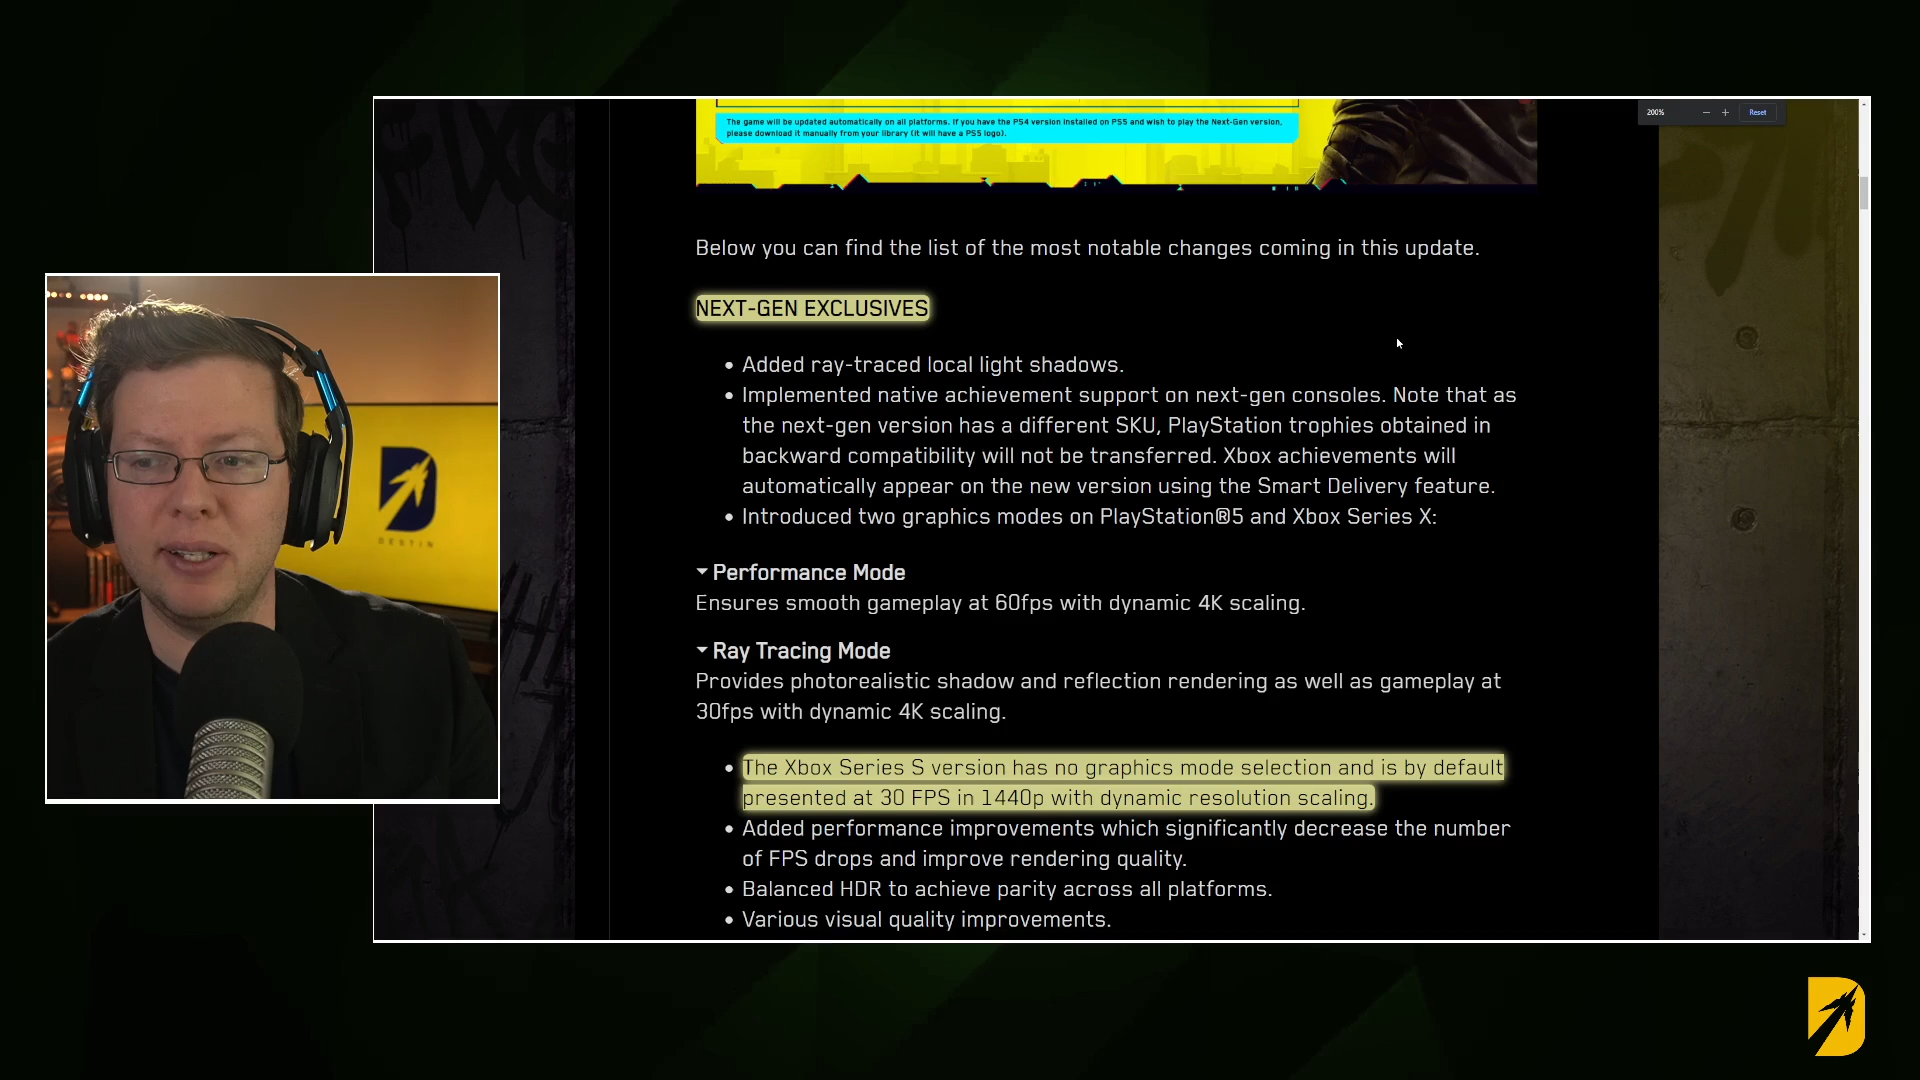 The game will be updated automatically on all platforms. If you have the PS4 version installed on PS5 and wish to play the Next-Gen version,
please download it manually from your library (it will have a PS5 logo).
200%
Reset
Below you can find the list of the most notable changes coming in this update.
NEXT-GEN EXCLUSIVES
• Added ray-traced local light shadows.
• Implemented native achievement support on next-gen consoles. Note that as
the next-gen version has a different SKU, PlayStation trophies obtained in
backward compatibility will not be transferred. Xbox achievements will
automatically appear on the new version using the Smart Delivery feature.
• Introduced two graphics modes on PlayStation®5 and Xbox Series X:
Performance Mode
Ensures smooth gameplay at 60fps with dynamic 4K scaling.
Ray Tracing Mode
Provides photorealistic shadow and reflection rendering as well as gameplay at
30fps with dynamic 4K scaling.
• The Xbox Series S version has no graphics mode selection and is by default
presented at 30 FPS in 1440p with dynamic resolution scaling.
• Added performance improvements which significantly decrease the number
of FPS drops and improve rendering quality.
• Balanced HDR to achieve parity across all platforms.
• Various visual quality improvements.
DESTIN